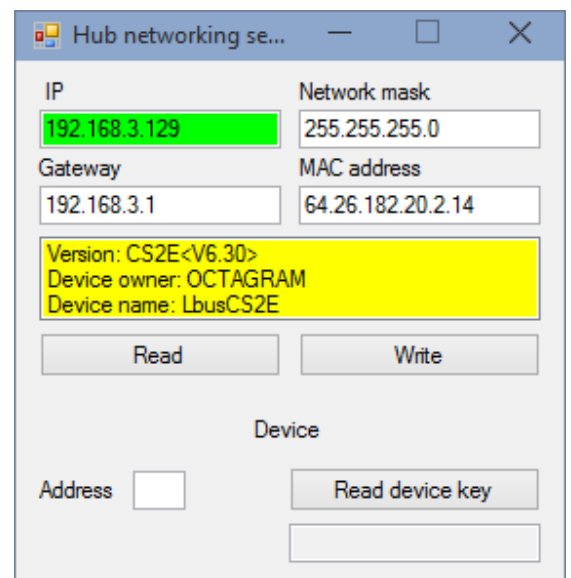 Hub networking se...
IP Network mask
192.168.3.129 255.255.255.0
Gateway MAC address
192.168.3.1 64.26.182.20.2.14
Version: CS2E<V6.30>
Device owner: OCTAGRAM
Device name: LbusCS2E
Read Write
Device
Address Read device key